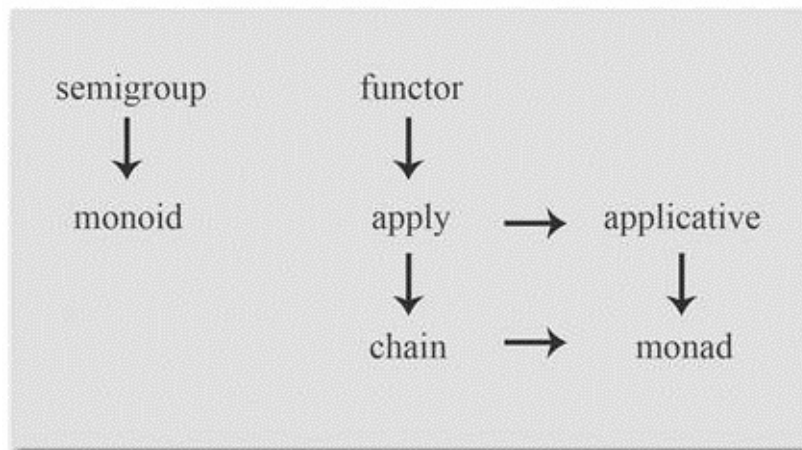 semigroup functor
monoid apply applicative
chain monad